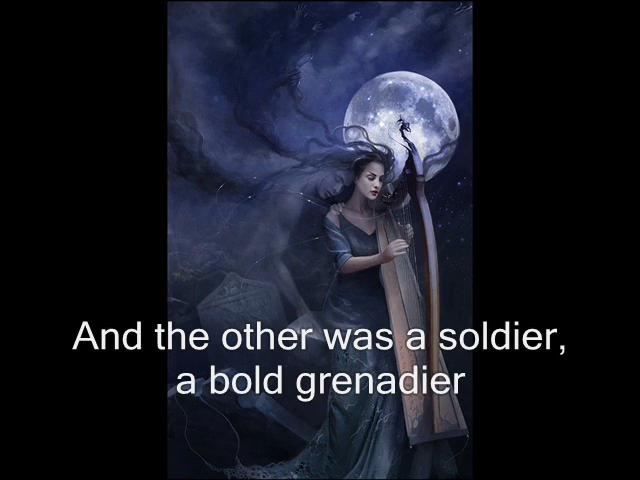 And the other was a soldier,
a bold grenadier